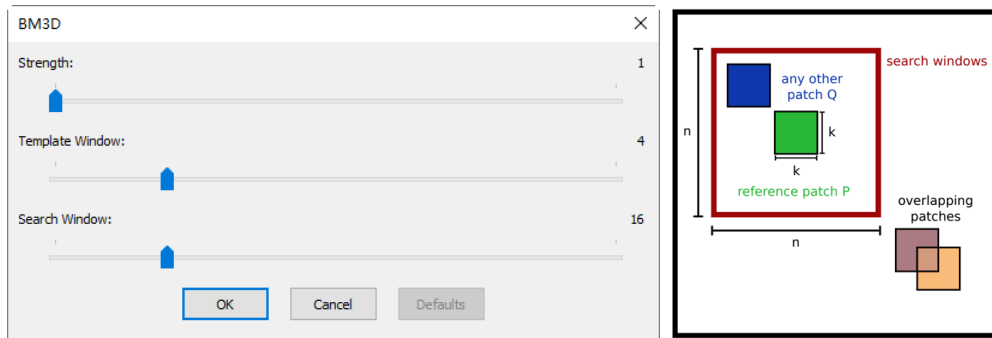 BM3D
Strength:
1
Template Window:
4
Search Window:
16
OK
Cancel
Defaults
search windows
any other
patch Q
n
k
k
reference patch P
n
overlapping
patches